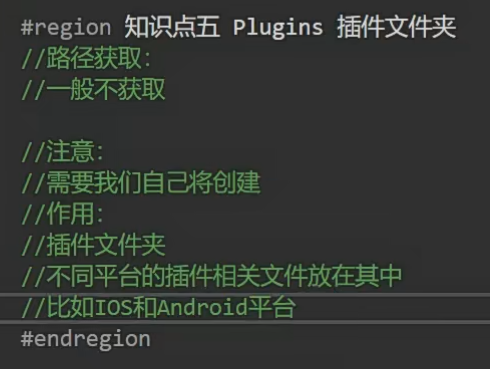 #region 知识点五 Plugins 插件文件夹
//路径获取:
//一般不获取
//注意:
//需要我们自己将创建
//作用:
//插件文件夹
//不同平台的插件相关文件放在其中
//比如IOS和Android平台
#endregion